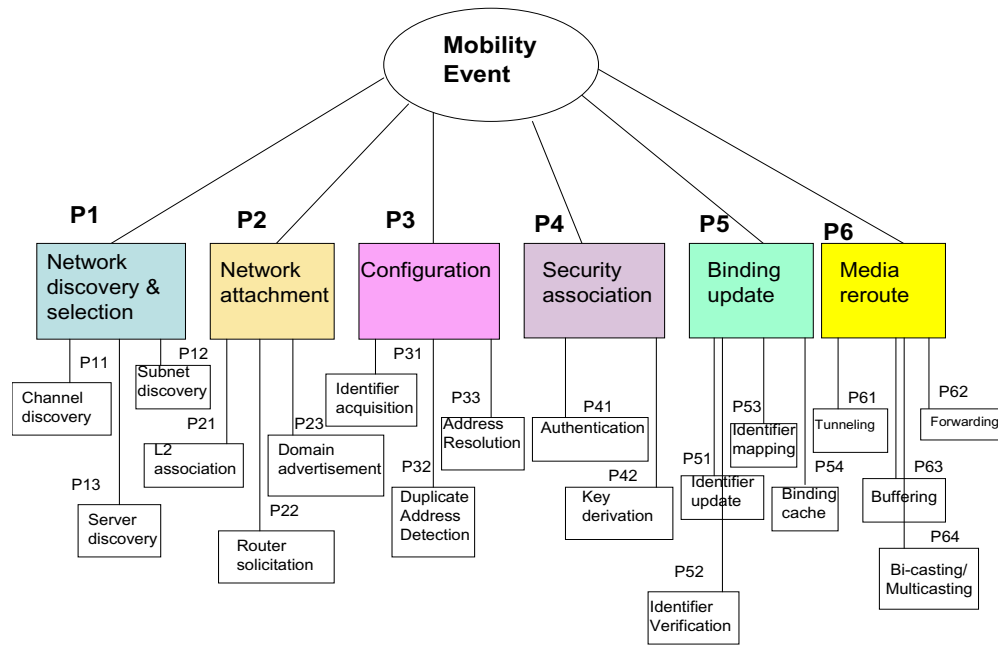 Mobility
Event
P1
P2
P3
P4
P5
P6
Network
discovery &
selection
Network
attachment
Configuration
Security
association
Binding
update
Media
reroute
P11
Channel
discovery
P12
Subnet
discovery
P13
Server
discovery
P21
L2
association
P22
Router
solicitation
P23
Domain
advertisement
P31
Identifier
acquisition
P32
Duplicate
Address
Detection
P33
Address
Resolution
P41
Authentication
P42
Key
derivation
P51
Identifier
update
P52
Identifier
Verification
P53
Identifier
mapping
P54
Binding
cache
P61
Tunneling
P62
Forwarding
P63
Buffering
P64
Bi-casting/
Multicasting